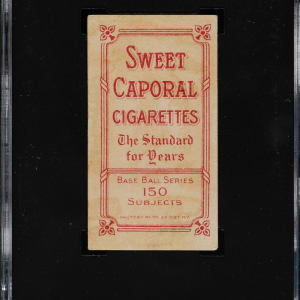 SWEET
CAPORAL
CIGARETTES
The Standard
for Years
BASE BALL SERIES
150
SUBJECTS